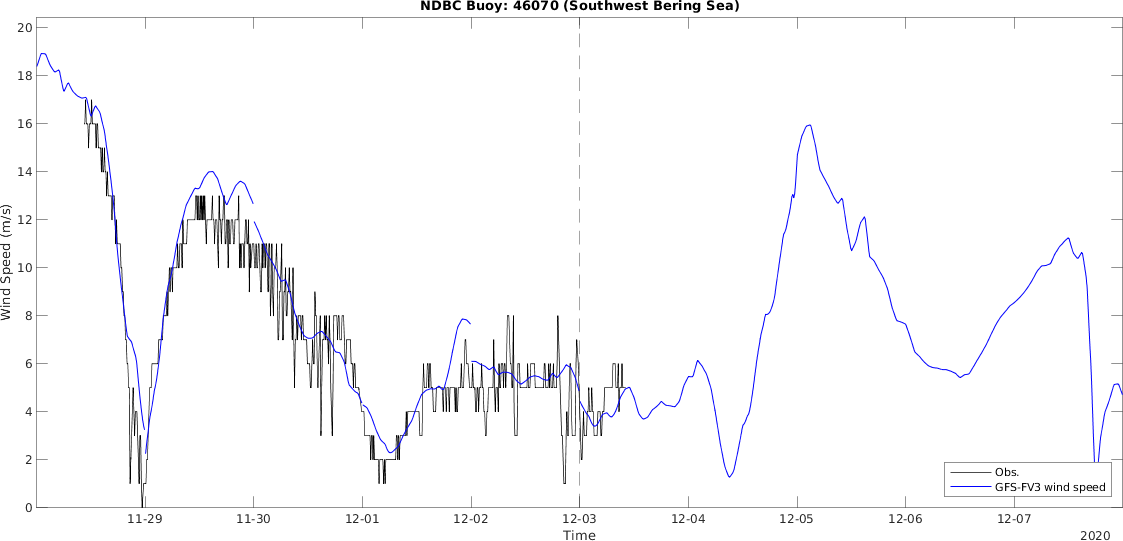 NDBC Buoy: 46070 (Southwest Bering Sea)
Wind Speed (m/s)
20
18
16
14
12
10
8
6
4
2
0
11-29 11-30 12-01 12-02 12-03 12-04 12-05 12-06 12-07
Time
2020
Obs.
GFS-FV3 wind speed